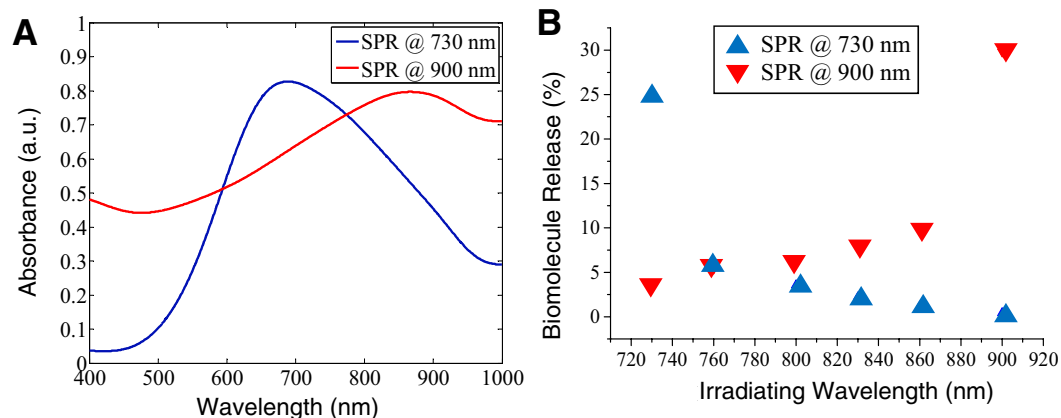 A
SPR @ 730 nm
SPR @ 900 nm
Absorbance (a.u.)
1
0.9
0.8
0.7
0.6
0.5
0.4
0.3
0.2
0.1
0
400 500 600 700 800 900 1000
Wavelength (nm)
B
SPR @ 730 nm
SPR @ 900 nm
Biomolecule Release (%)
30
25
20
15
10
5
0
720 740 760 780 800 820 840 860 880 900 920
Irradiating Wavelength (nm)